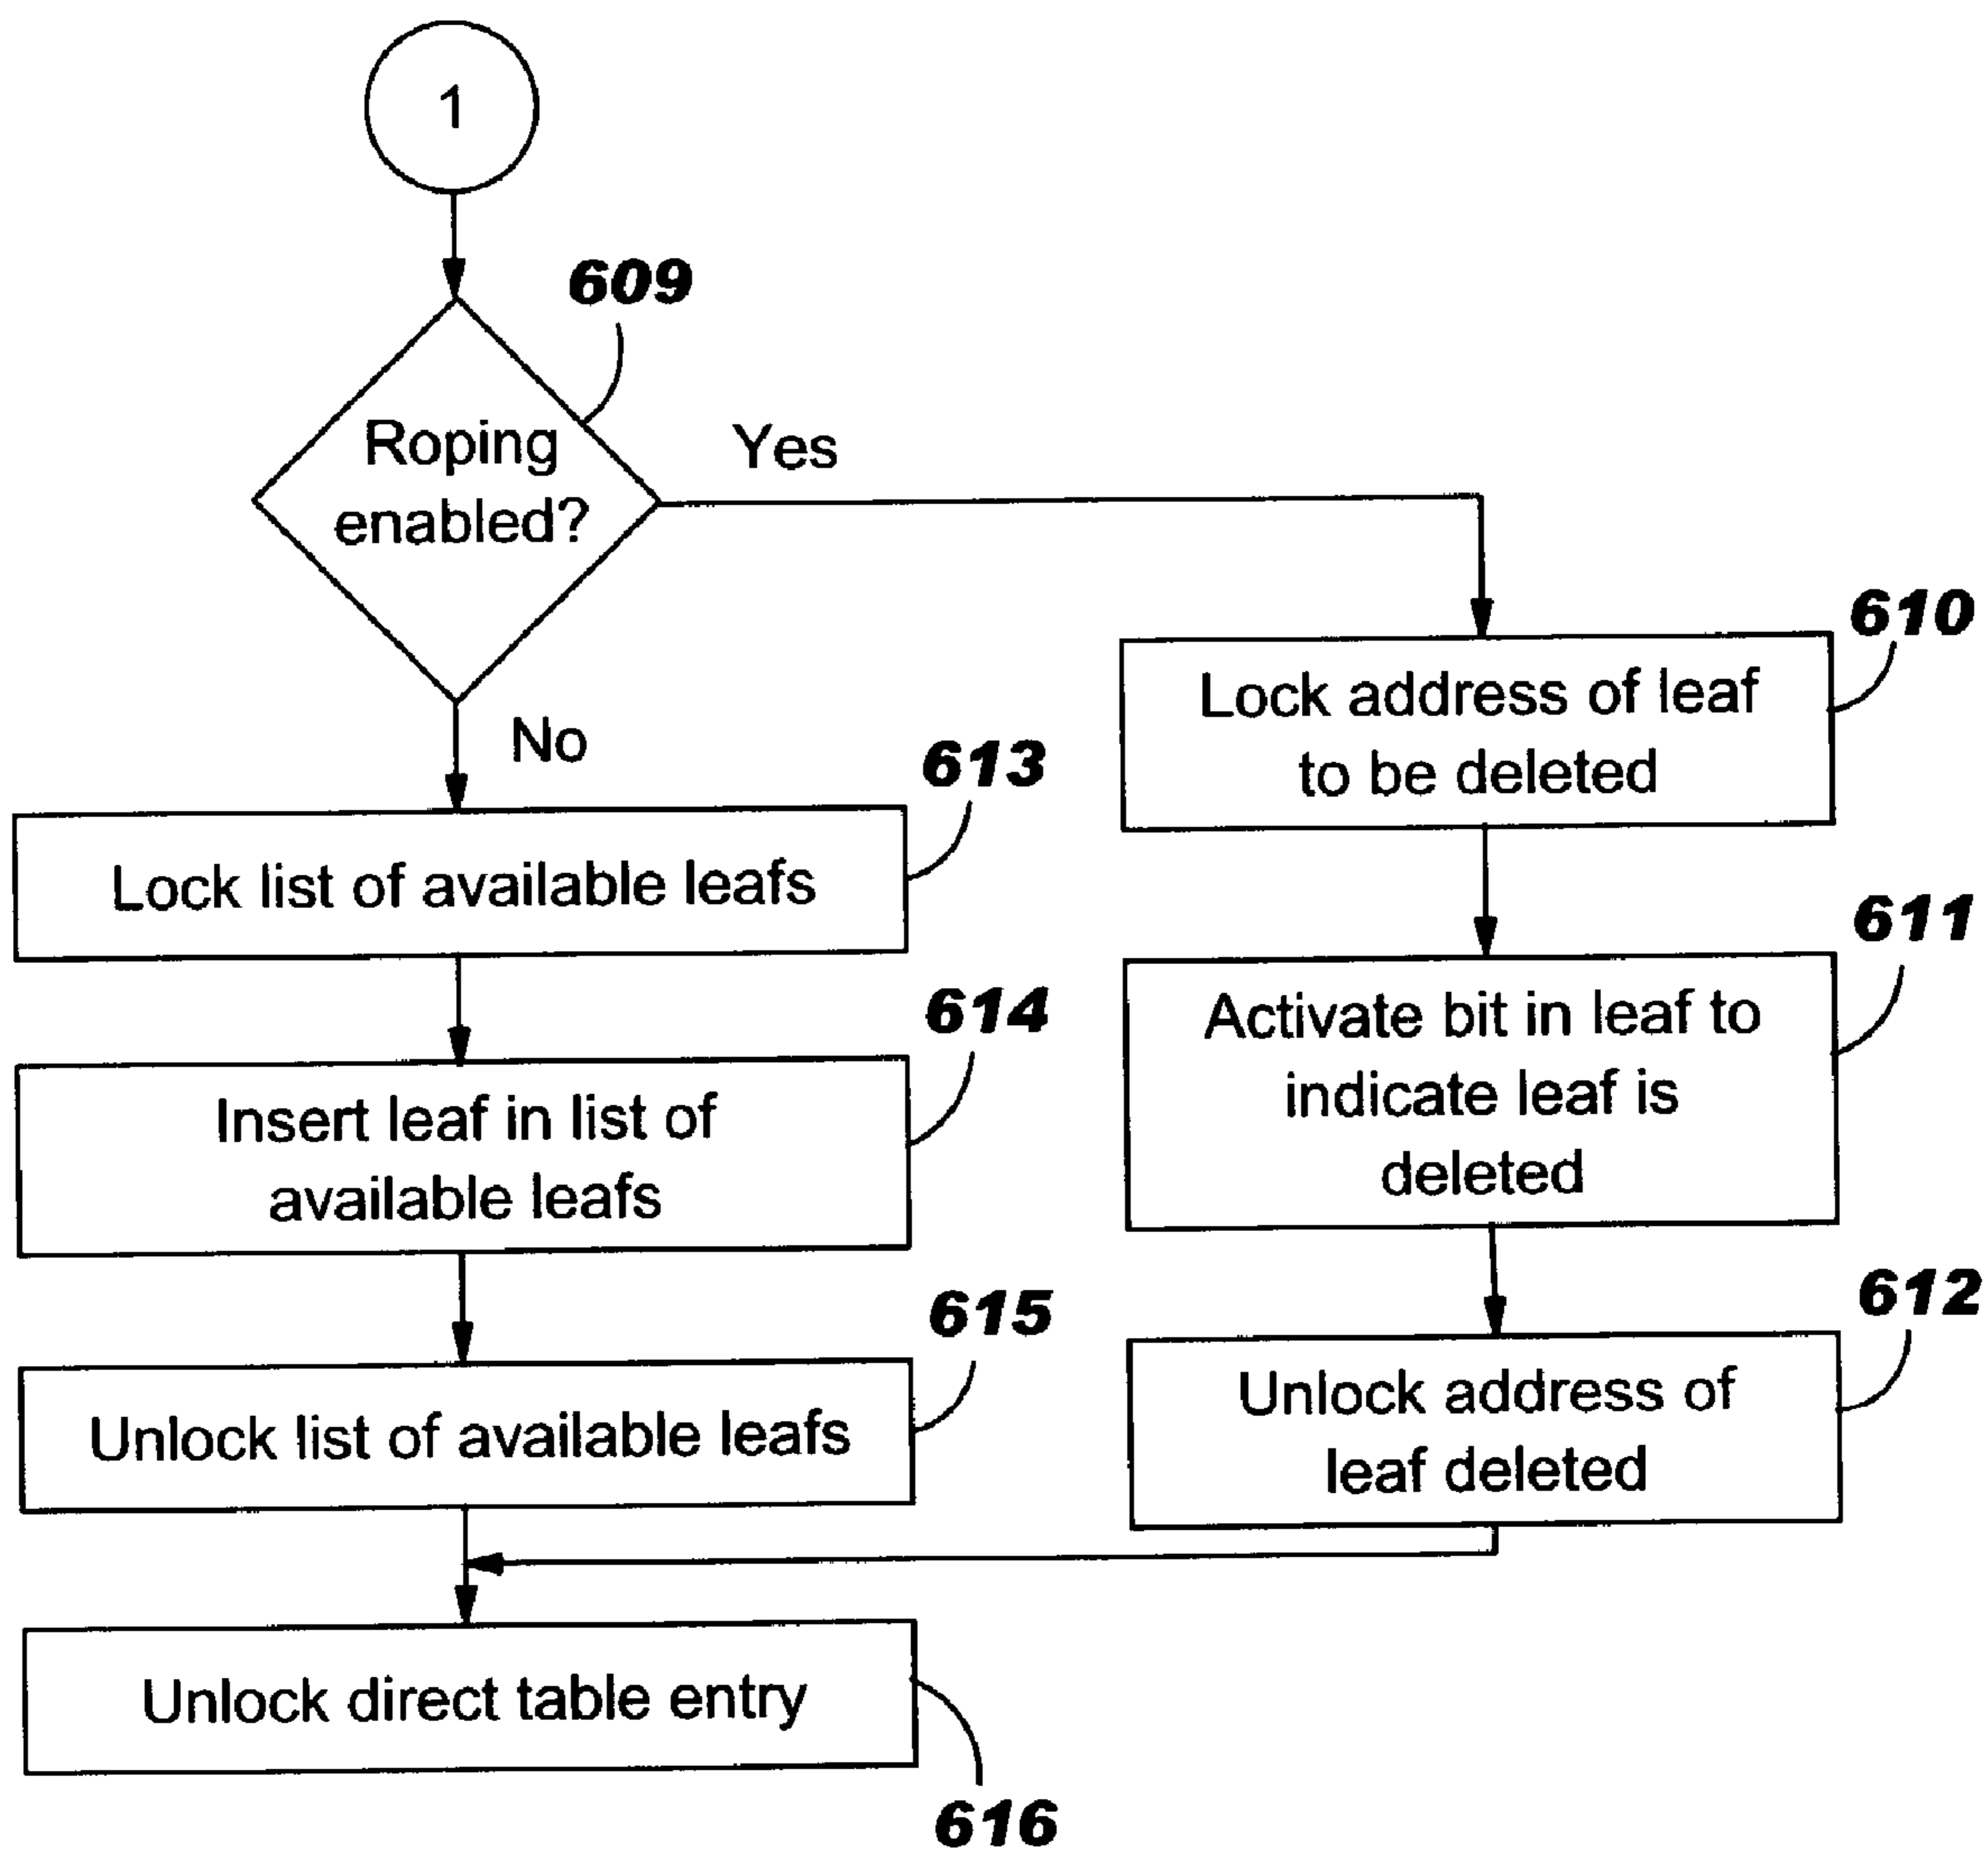 1
609
Roping
enabled?
Yes
No
610
Lock address of leaf
to be deleted
613
Lock list of available leafs
611
Activate bit in leaf to
indicate leaf is
deleted
614
Insert leaf in list of
available leafs
612
Unlock address of
leaf deleted
615
Unlock list of available leafs
Unlock direct table entry
616